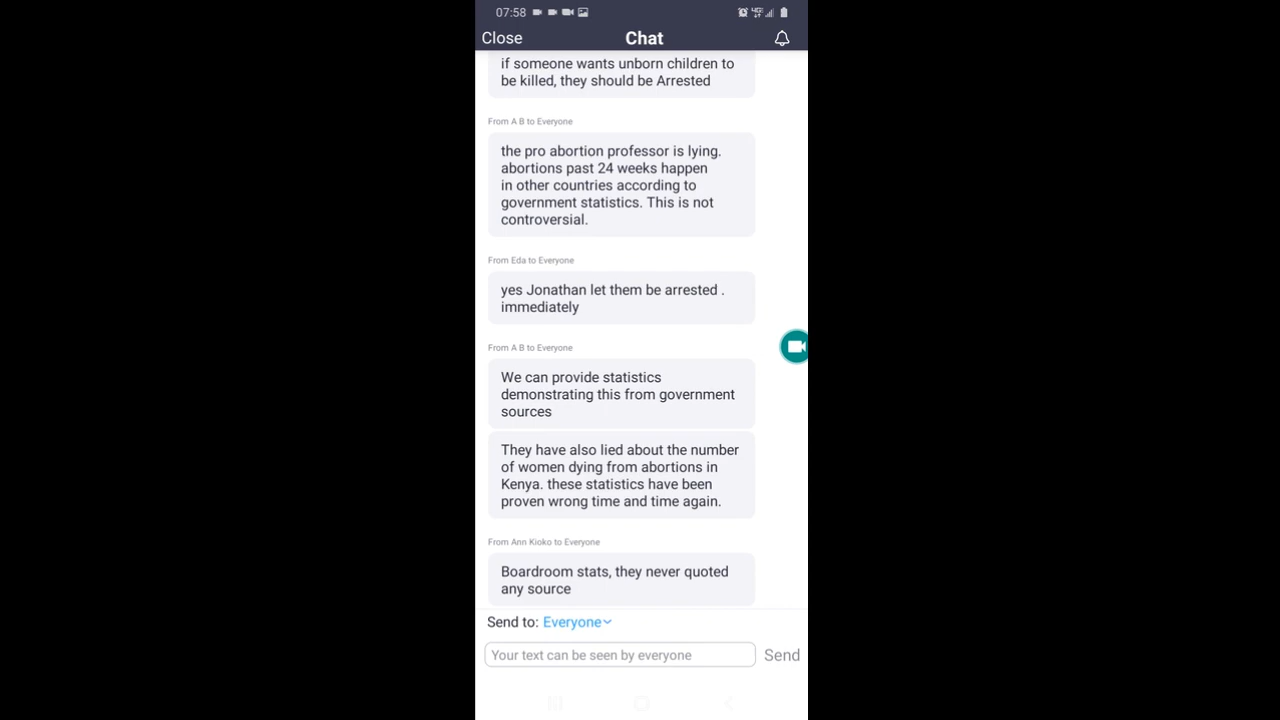 07:58
Close
Chat
if someone wants unborn children to
be killed, they should be Arrested
From A B to Everyone
the pro abortion professor is lying.
abortions past 24 weeks happen
in other countries according to
government statistics. This is not
controversial.
From Eda to Everyone
yes Jonathan let them be arrested .
immediately
From A B to Everyone
We can provide statistics
demonstrating this from government
sources
They have also lied about the number
of women dying from abortions in
Kenya. these statistics have been
proven wrong time and time again.
From Ann Kioko to Everyone
Boardroom stats, they never quoted
any source
Send to: Everyone
Your text can be seen by everyone
Send